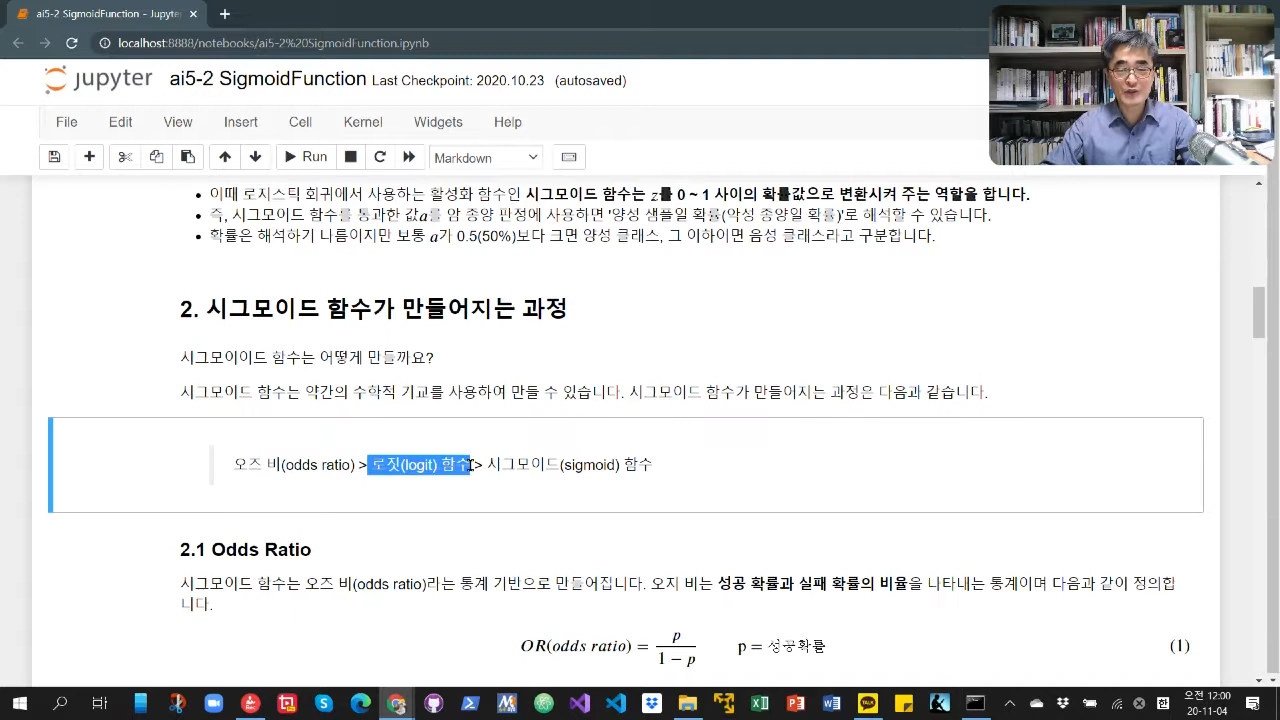 ai5-2 SigmoidFunction - Jupyter
localhost:8888/notebooks/ai5-2%20SigmoidFunction.ipynb
jupyter ai5-2 SigmoidFunction Last Checkpoint: 2020.10.23 (autosaved)
File Edit View Insert Cell Kernel Widgets Help
Run Markdown
• 이때 로지스틱 회귀에서 사용하는 활성화 함수인 시그모이드 함수는 z를 0 ~ 1 사이의 확률값으로 변환시켜 주는 역할을 합니다.
• 즉, 시그모이드 함수를 통과한 값a를 암 종양 판정에 사용하면 '양성 샘플일 확률(악성 종양일 확률)'로 해석할 수 있습니다.
• 확률은 해석하기 나름이지만 보통 a가 0.5(50%)보다 크면 양성 클래스, 그 이하이면 음성 클래스라고 구분합니다.
2. 시그모이드 함수가 만들어지는 과정
시그모이이드 함수는 어떻게 만들까요?
시그모이드 함수는 약간의 수학적 기교를 사용하여 만들 수 있습니다. 시그모이드 함수가 만들어지는 과정은 다음과 같습니다.
오즈 비(odds ratio) > 로짓(logit) 함수 > 시그모이드(sigmoid) 함수
2.1 Odds Ratio
시그모이드 함수는 오즈 비(odds ratio)라는 통계 기반으로 만들어집니다. 오지 비는 성공 확률과 실패 확률의 비율을 나타내는 통계이며 다음과 같이 정의합
니다.
OR(odds ratio) = p / 1 − p p = 성공확률 (1)
오전 12:00
20-11-04